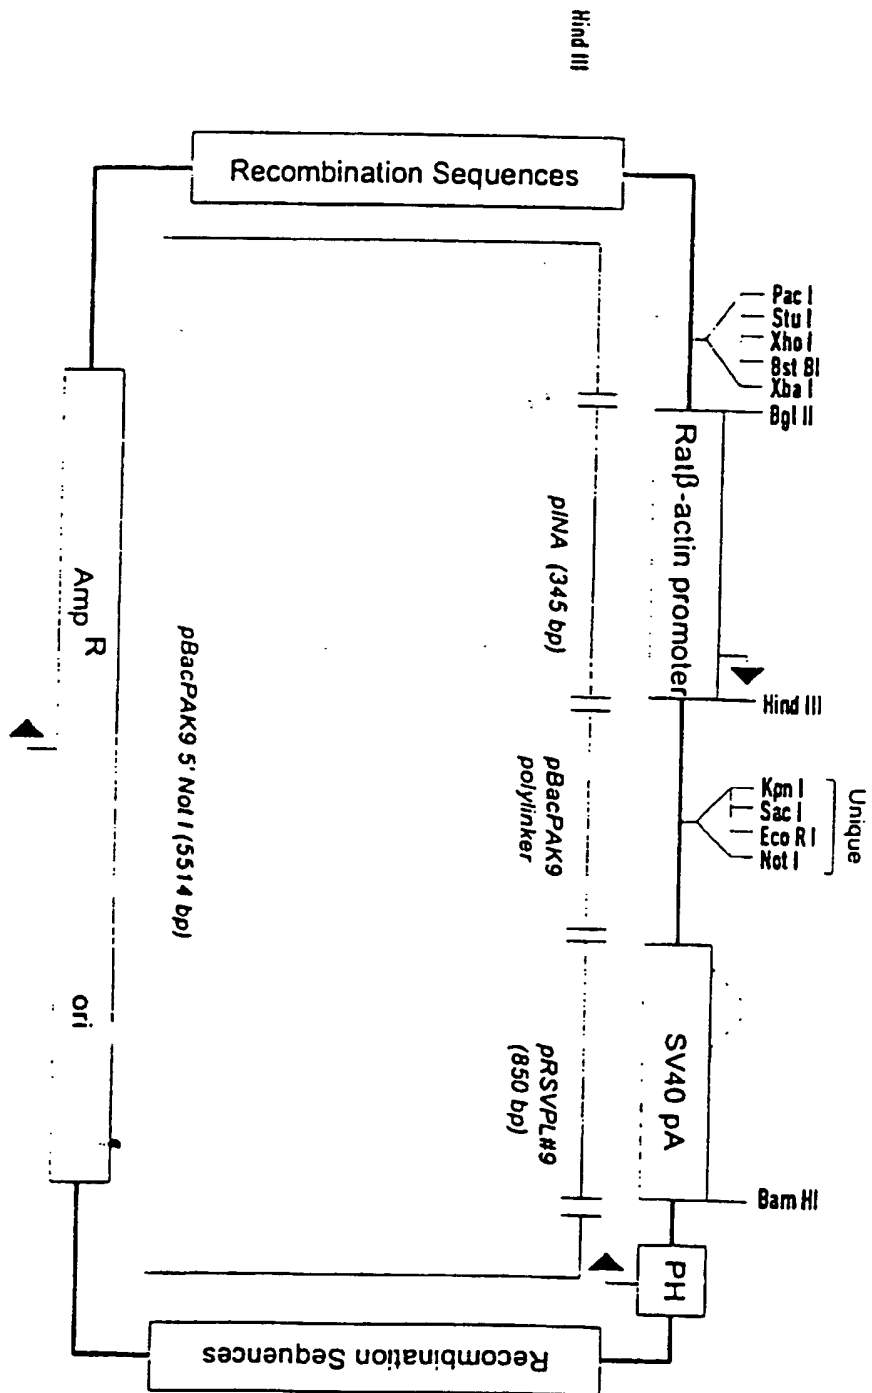 Hind III
Recombination Sequences
Pac I
Stu I
Xho I
Bst BI
Xba I
Bgl II
Ratβ-actin promoter
Hind III
Unique
Kpn I
Sac I
Eco R I
Not I
SV40 pA
Bam HI
PH
pINA (345 bp)
pBacPAK9
polylinker
pRSVPL#9
(850 bp)
pBacPAK9 5' Not I (5514 bp)
Amp R
ori
Recombination Sequences